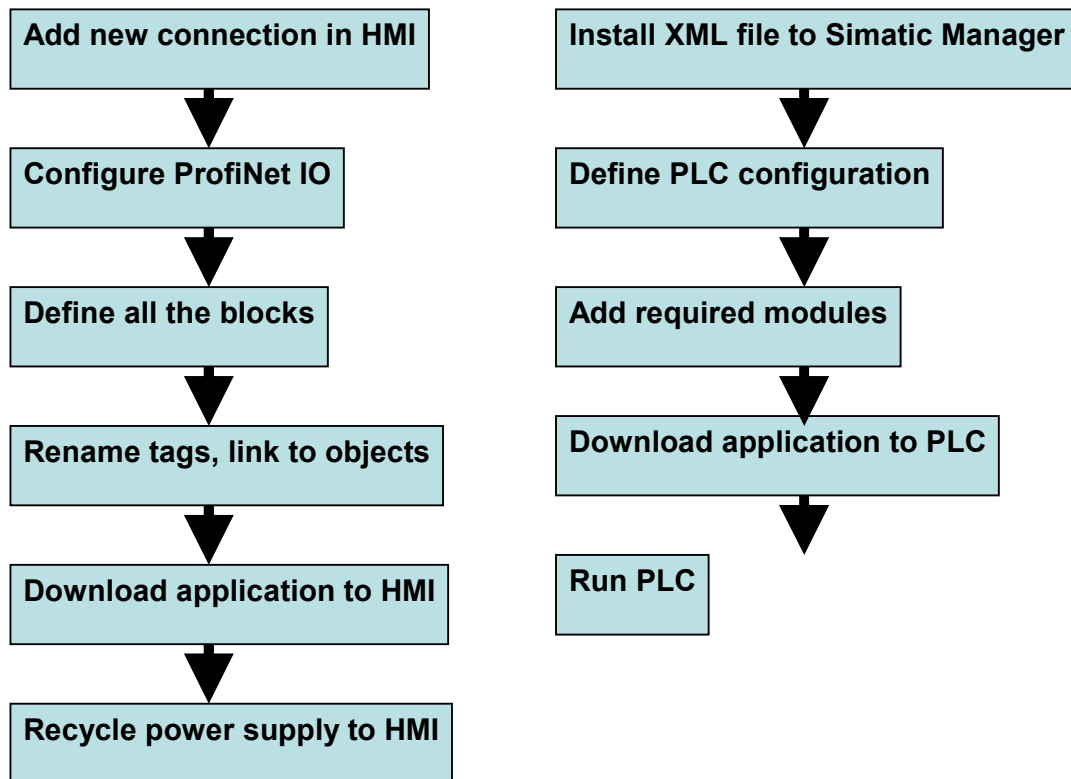 Add new connection in HMI
Configure ProfiNet IO
Define all the blocks
Rename tags, link to objects
Download application to HMI
Recycle power supply to HMI
Install XML file to Simatic Manager
Define PLC configuration
Add required modules
Download application to PLC
Run PLC